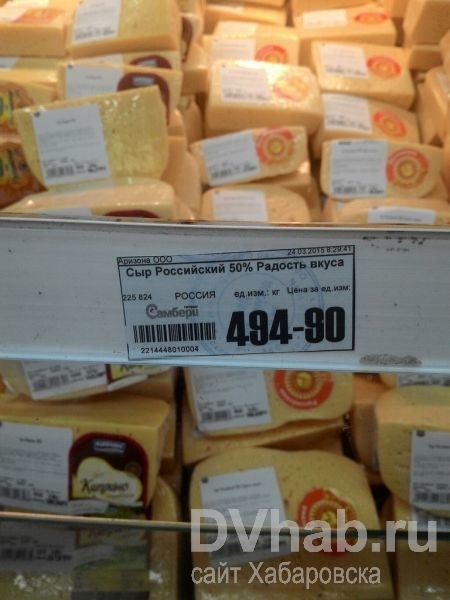 Аризона ООО 24.03.2015 8:29:41
Сыр Российский 50% Радость вкуса
225 824 РОССИЯ ед.изм.: кг Цена за ед.изм:
Самбери
494-90
2214448010004
Киприно
DVhab.ru
сайт Хабаровска